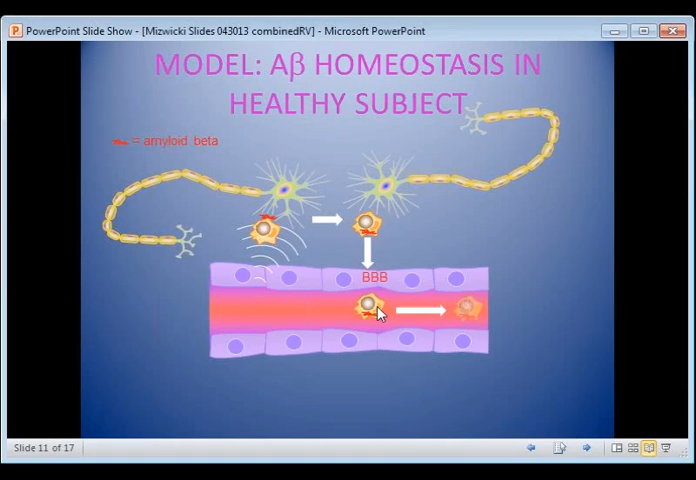 PowerPoint Slide Show - [Mizwicki Slides 043013 combinedRV] - Microsoft PowerPoint
MODEL: Aβ HOMEOSTASIS IN
HEALTHY SUBJECT
= amyloid beta
BBB
Slide 11 of 17